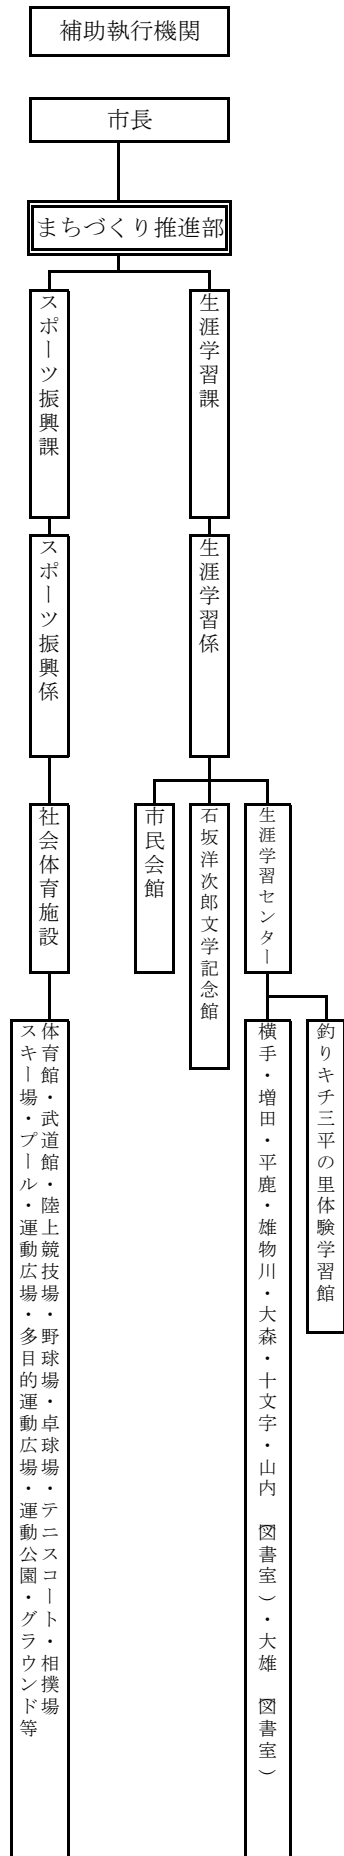 補助執行機関
市長
まちづくり推進部
生涯学習課
スポーツ振興課
生涯学習係
スポーツ振興係
生涯学習センター
石坂洋次郎文学記念館
市民会館
社会体育施設
釣りキチ三平の里体験学習館
横手・増田・平鹿・雄物川・大森・十文字・山内（図書室）・大雄（図書室）
体育館・武道館・陸上競技場・野球場・卓球場・テニスコート・相撲場
スキー場・プール・運動広場・多目的運動広場・運動公園・グラウンド等